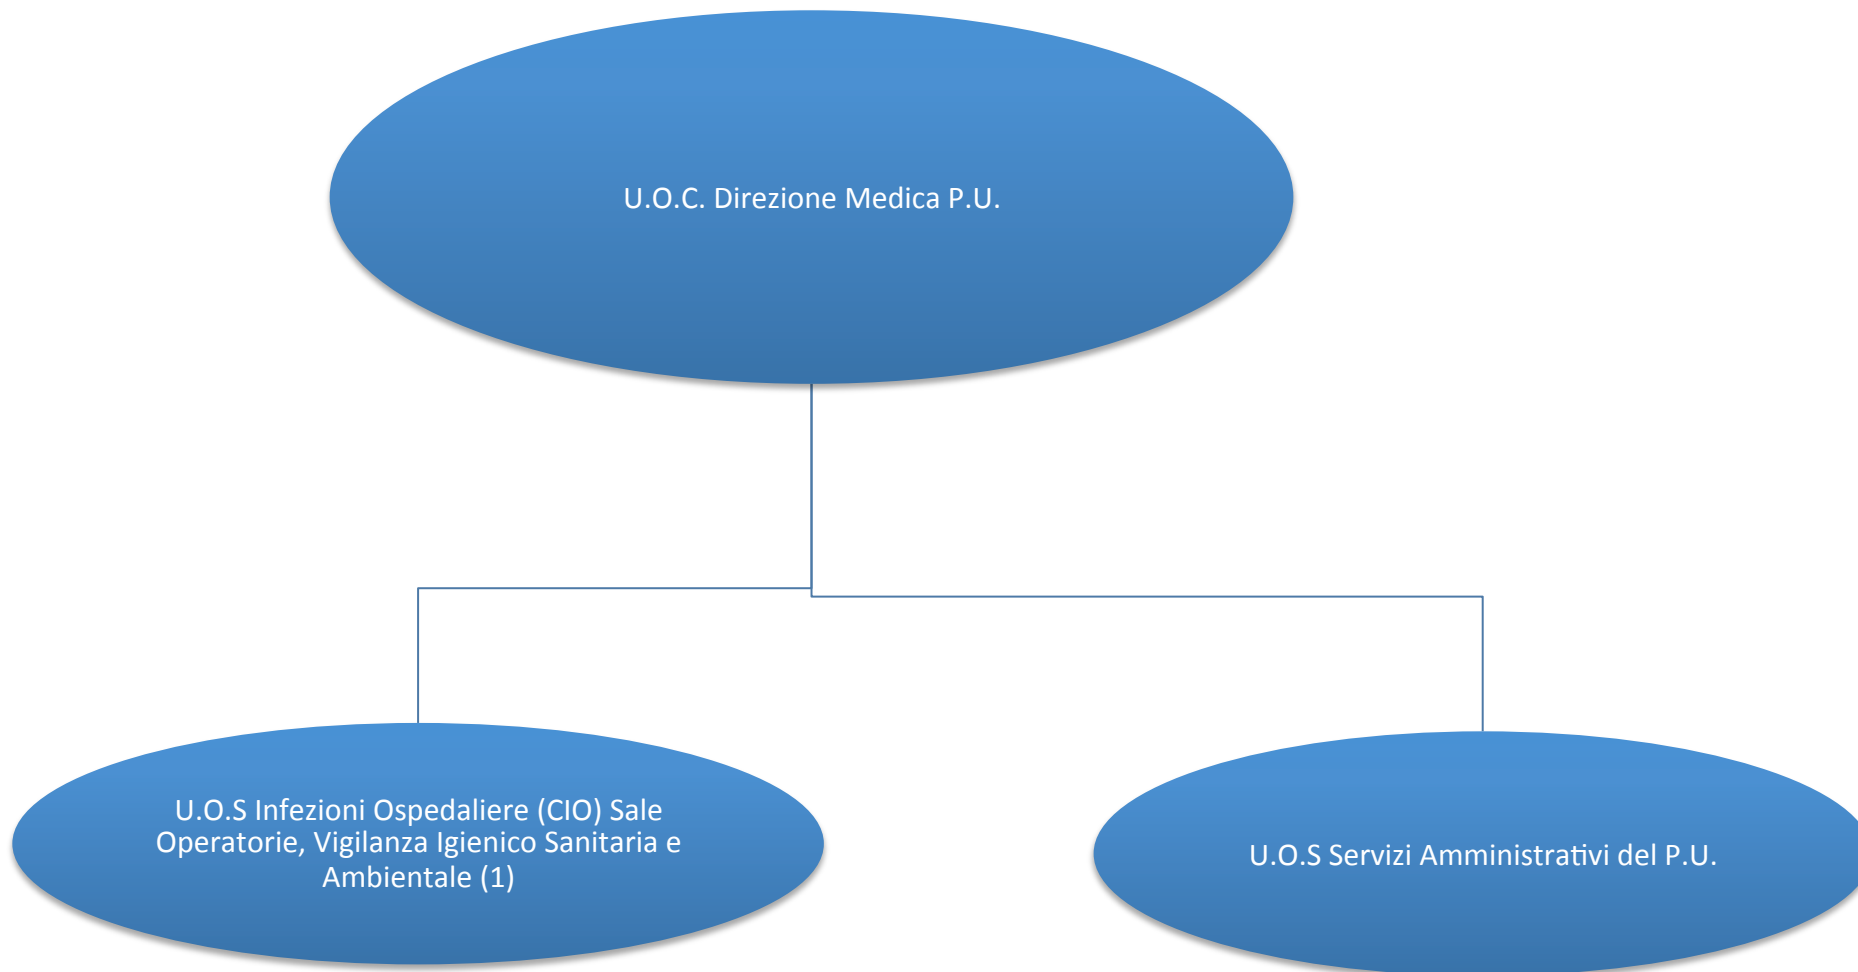 U.O.C. Direzione Medica P.U.
U.O.S Infezioni Ospedaliere (CIO) Sale
Operatorie, Vigilanza Igienico Sanitaria e
Ambientale (1)
U.O.S Servizi Amministrativi del P.U.